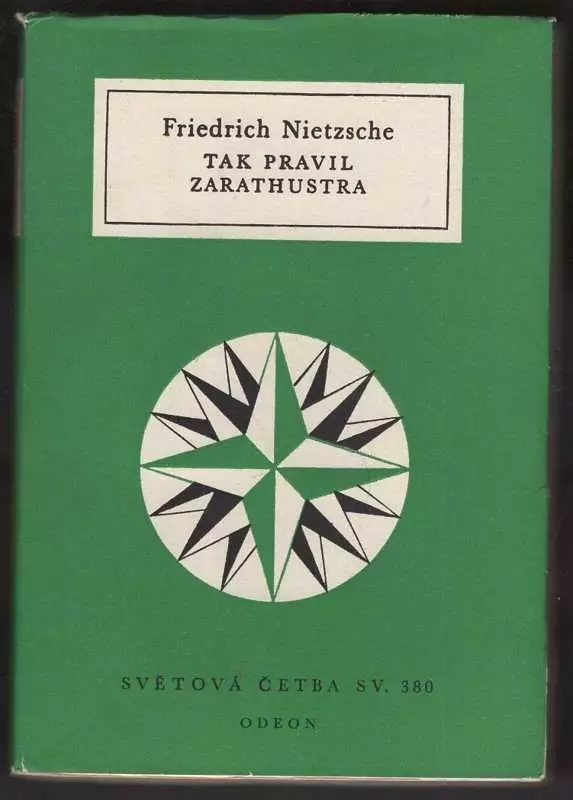 Friedrich Nietzsche
TAK PRAVIL
ZARATHUSTRA
SVĚTOVÁ ČETBA SV. 380
ODEON